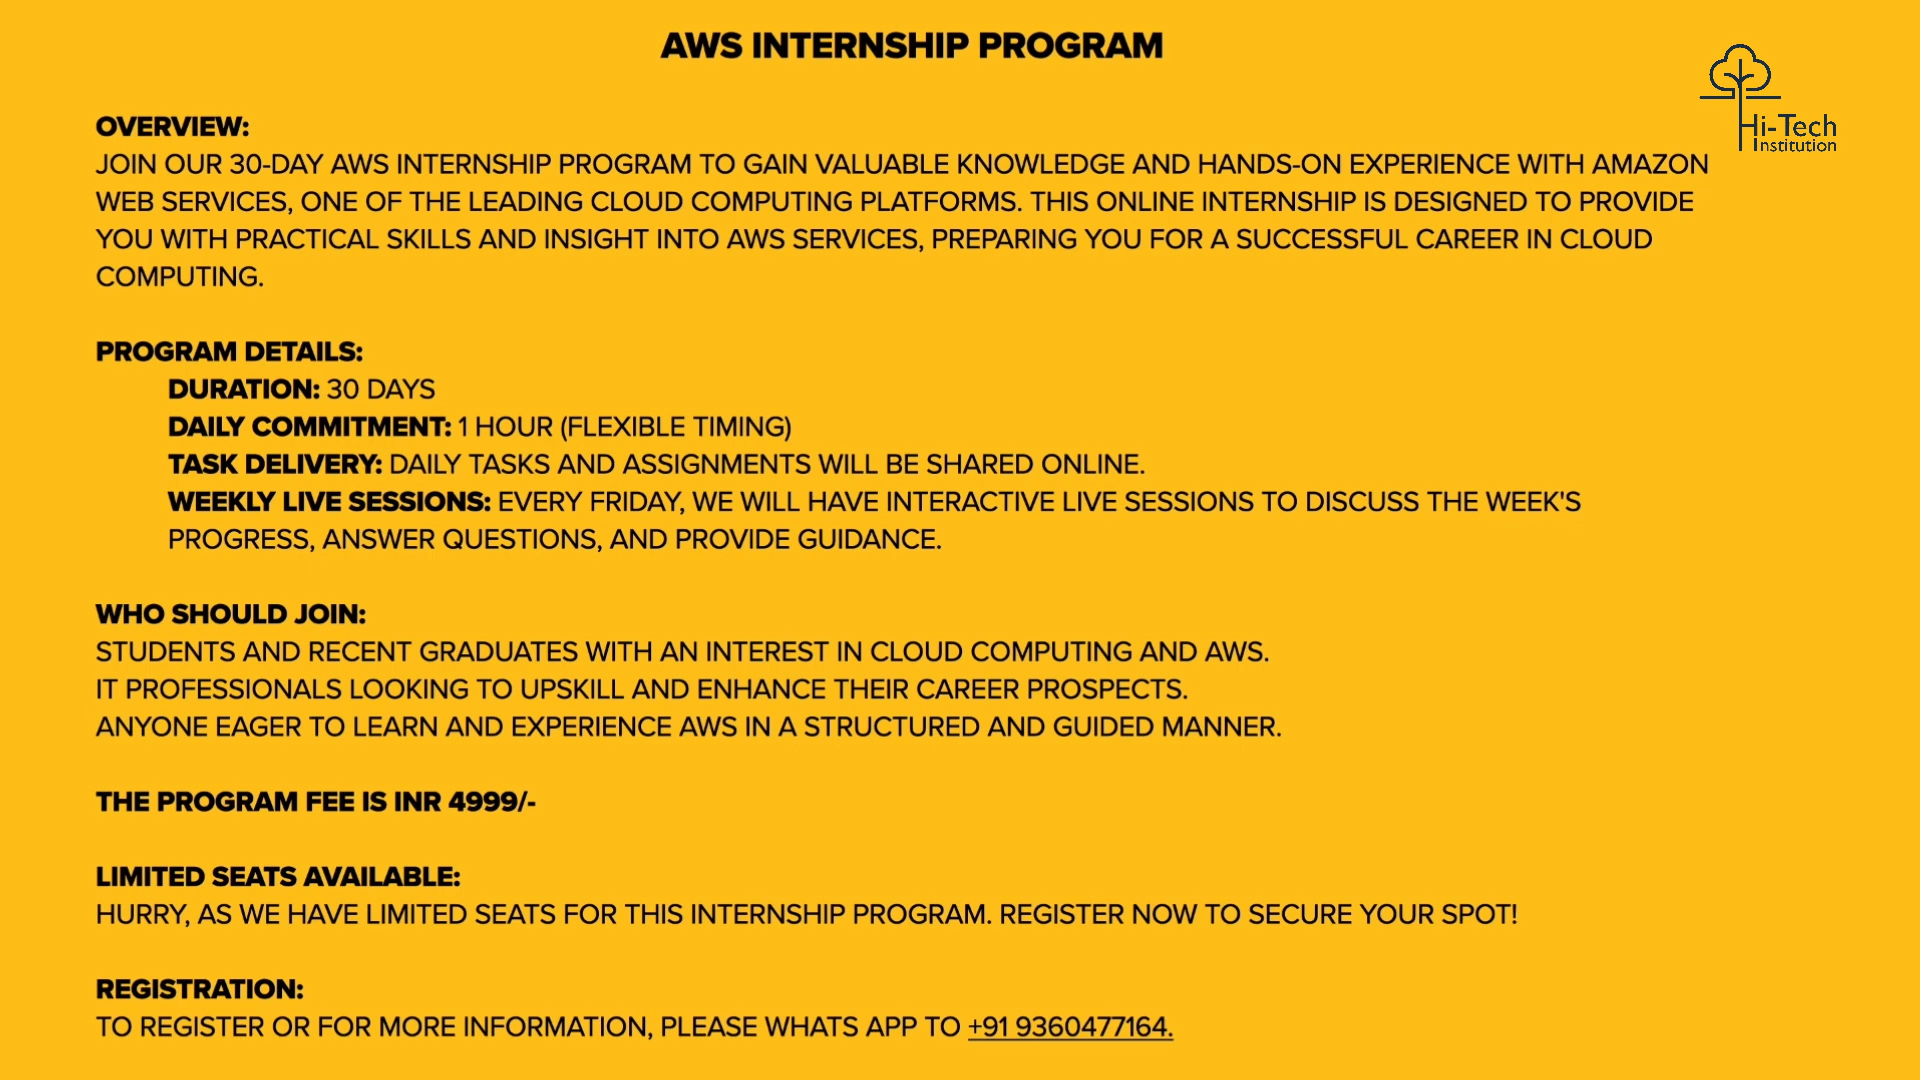 AWS INTERNSHIP PROGRAM
Hi-Tech
Institution
OVERVIEW:
JOIN OUR 30-DAY AWS INTERNSHIP PROGRAM TO GAIN VALUABLE KNOWLEDGE AND HANDS-ON EXPERIENCE WITH AMAZON
WEB SERVICES, ONE OF THE LEADING CLOUD COMPUTING PLATFORMS. THIS ONLINE INTERNSHIP IS DESIGNED TO PROVIDE
YOU WITH PRACTICAL SKILLS AND INSIGHT INTO AWS SERVICES, PREPARING YOU FOR A SUCCESSFUL CAREER IN CLOUD
COMPUTING.
PROGRAM DETAILS:
DURATION: 30 DAYS
DAILY COMMITMENT: 1 HOUR (FLEXIBLE TIMING)
TASK DELIVERY: DAILY TASKS AND ASSIGNMENTS WILL BE SHARED ONLINE.
WEEKLY LIVE SESSIONS: EVERY FRIDAY, WE WILL HAVE INTERACTIVE LIVE SESSIONS TO DISCUSS THE WEEK'S
PROGRESS, ANSWER QUESTIONS, AND PROVIDE GUIDANCE.
WHO SHOULD JOIN:
STUDENTS AND RECENT GRADUATES WITH AN INTEREST IN CLOUD COMPUTING AND AWS.
IT PROFESSIONALS LOOKING TO UPSKILL AND ENHANCE THEIR CAREER PROSPECTS.
ANYONE EAGER TO LEARN AND EXPERIENCE AWS IN A STRUCTURED AND GUIDED MANNER.
THE PROGRAM FEE IS INR 4999/-
LIMITED SEATS AVAILABLE:
HURRY, AS WE HAVE LIMITED SEATS FOR THIS INTERNSHIP PROGRAM. REGISTER NOW TO SECURE YOUR SPOT!
REGISTRATION:
TO REGISTER OR FOR MORE INFORMATION, PLEASE WHATS APP TO +91 9360477164.